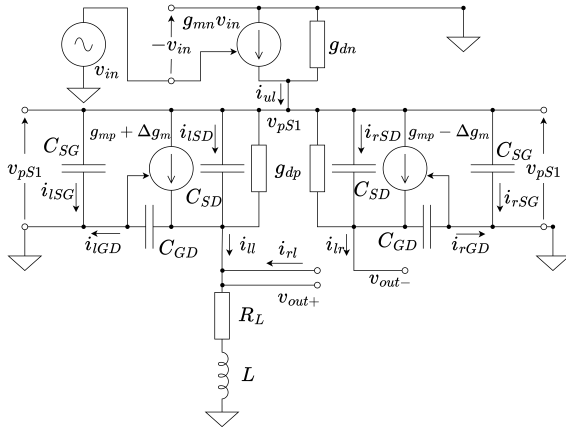 g_{mn}v_{in}
-v_{in}
g_{dn}
v_{in}
i_{ul}
v_{pS1}
g_{mp} + Δg_m
i_{lSD}
i_{rSD}
g_{mp} − Δg_m
C_{SG}
C_{SG}
v_{pS1}
g_{dp}
v_{pS1}
i_{lSG}
C_{SD}
C_{SD}
i_{rSG}
i_{lGD}
C_{GD}
i_{ll}
i_{lr}
C_{GD}
i_{rGD}
i_{rl}
v_{out+}
v_{out−}
R_L
L